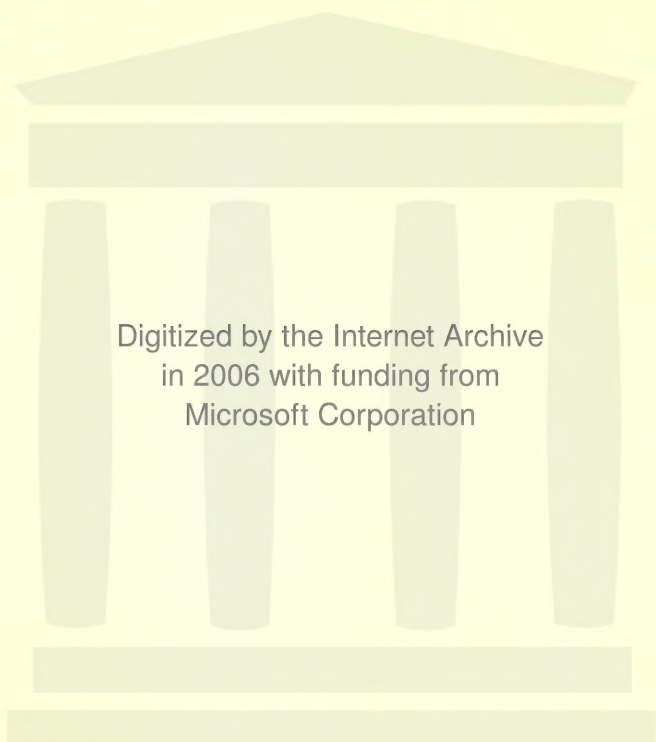 Digitized by the Internet Archive
in 2006 with funding from
Microsoft Corporation